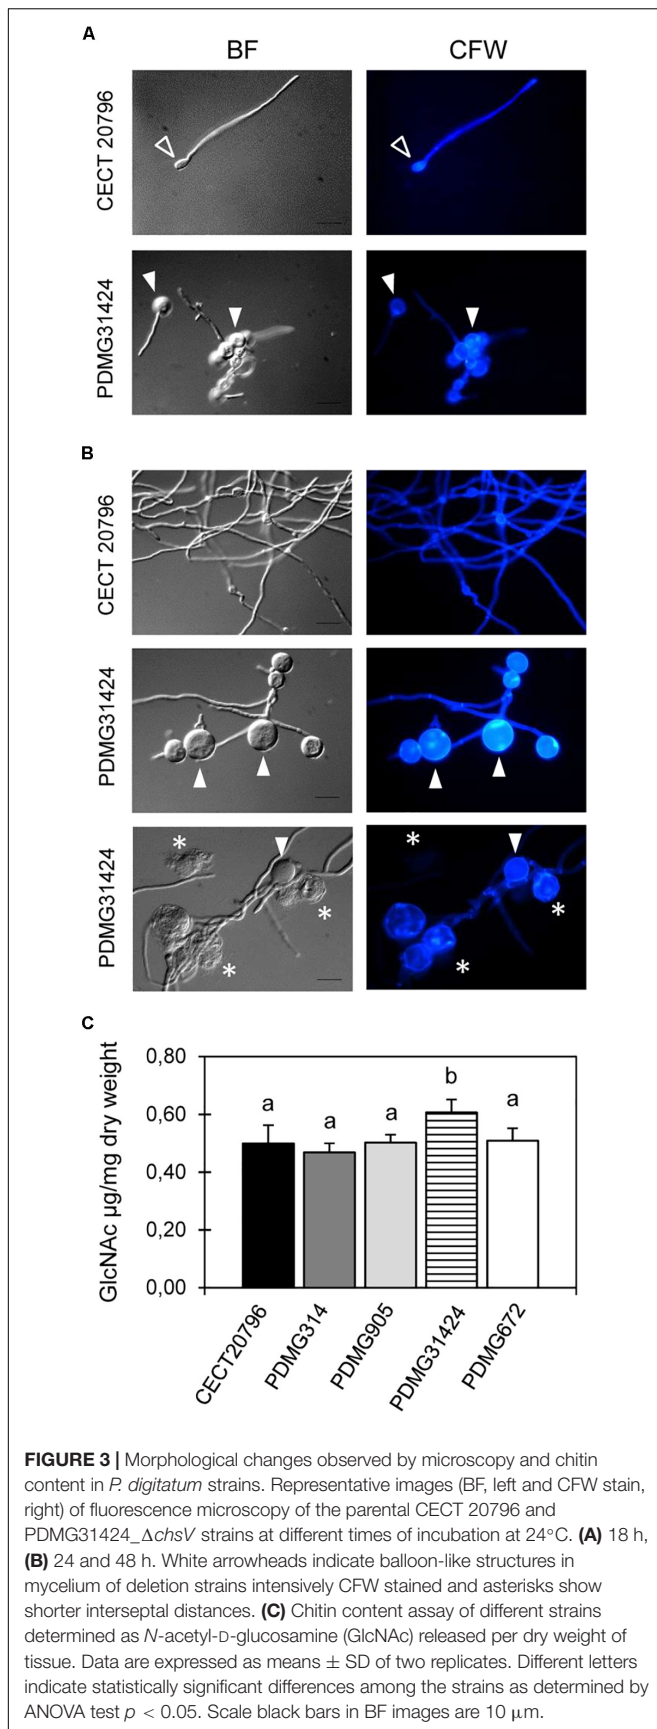 A
BF CFW
CECT 20796
PDMG31424
*
B
CECT 20796
PDMG31424
PDMG31424
* * * * * *
C
GlcNAc µg/mg dry weight
0,80
0,60
0,40
0,20
0,00
a a a b a
CECT20796 PDMG314 PDMG905 PDMG31424 PDMG672
FIGURE 3 | Morphological changes observed by microscopy and chitin
content in P. digitatum strains. Representative images (BF, left and CFW stain,
right) of fluorescence microscopy of the parental CECT 20796 and
PDMG31424_ΔchsV strains at different times of incubation at 24°C. (A) 18 h,
(B) 24 and 48 h. White arrowheads indicate balloon-like structures in
mycelium of deletion strains intensively CFW stained and asterisks show
shorter interseptal distances. (C) Chitin content assay of different strains
determined as N-acetyl-D-glucosamine (GlcNAc) released per dry weight of
tissue. Data are expressed as means ± SD of two replicates. Different letters
indicate statistically significant differences among the strains as determined by
ANOVA test p < 0.05. Scale black bars in BF images are 10 µm.